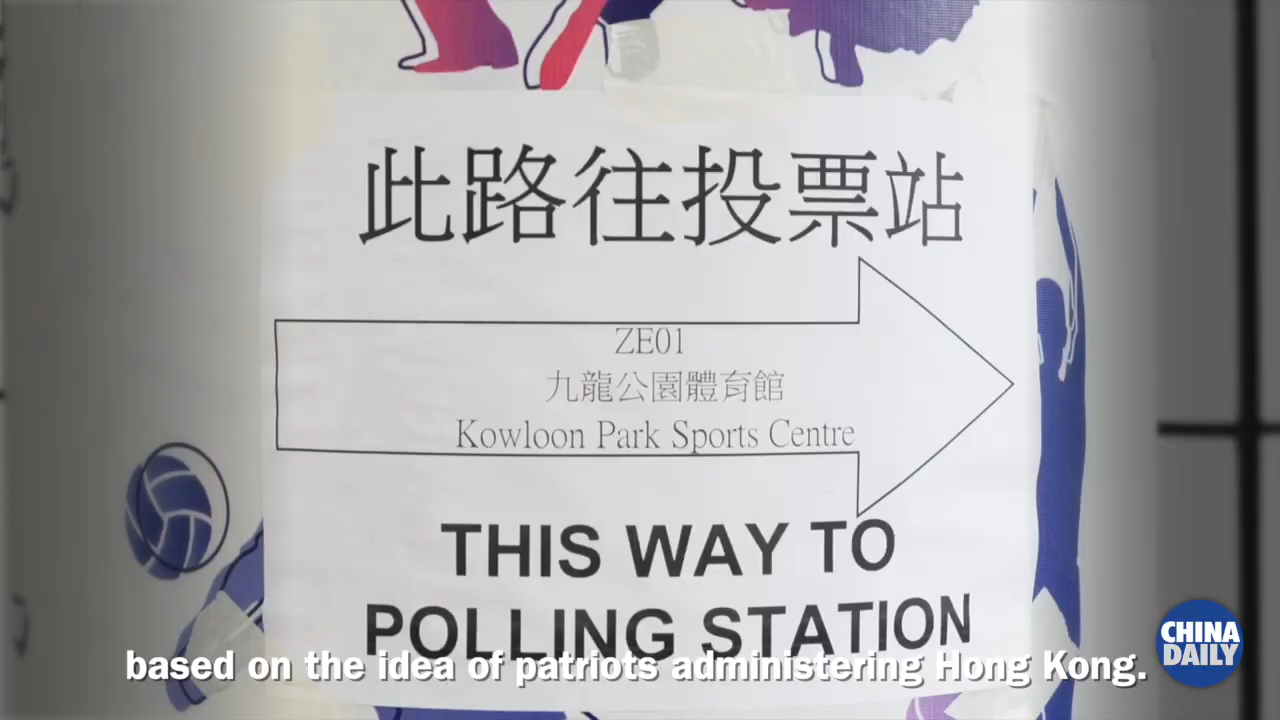 此路往投票站
ZE01
九龍公園體育館
Kowloon Park Sports Centre
THIS WAY TO
POLLING STATION
based on the idea of patriots administering Hong Kong.
CHINA
DAILY